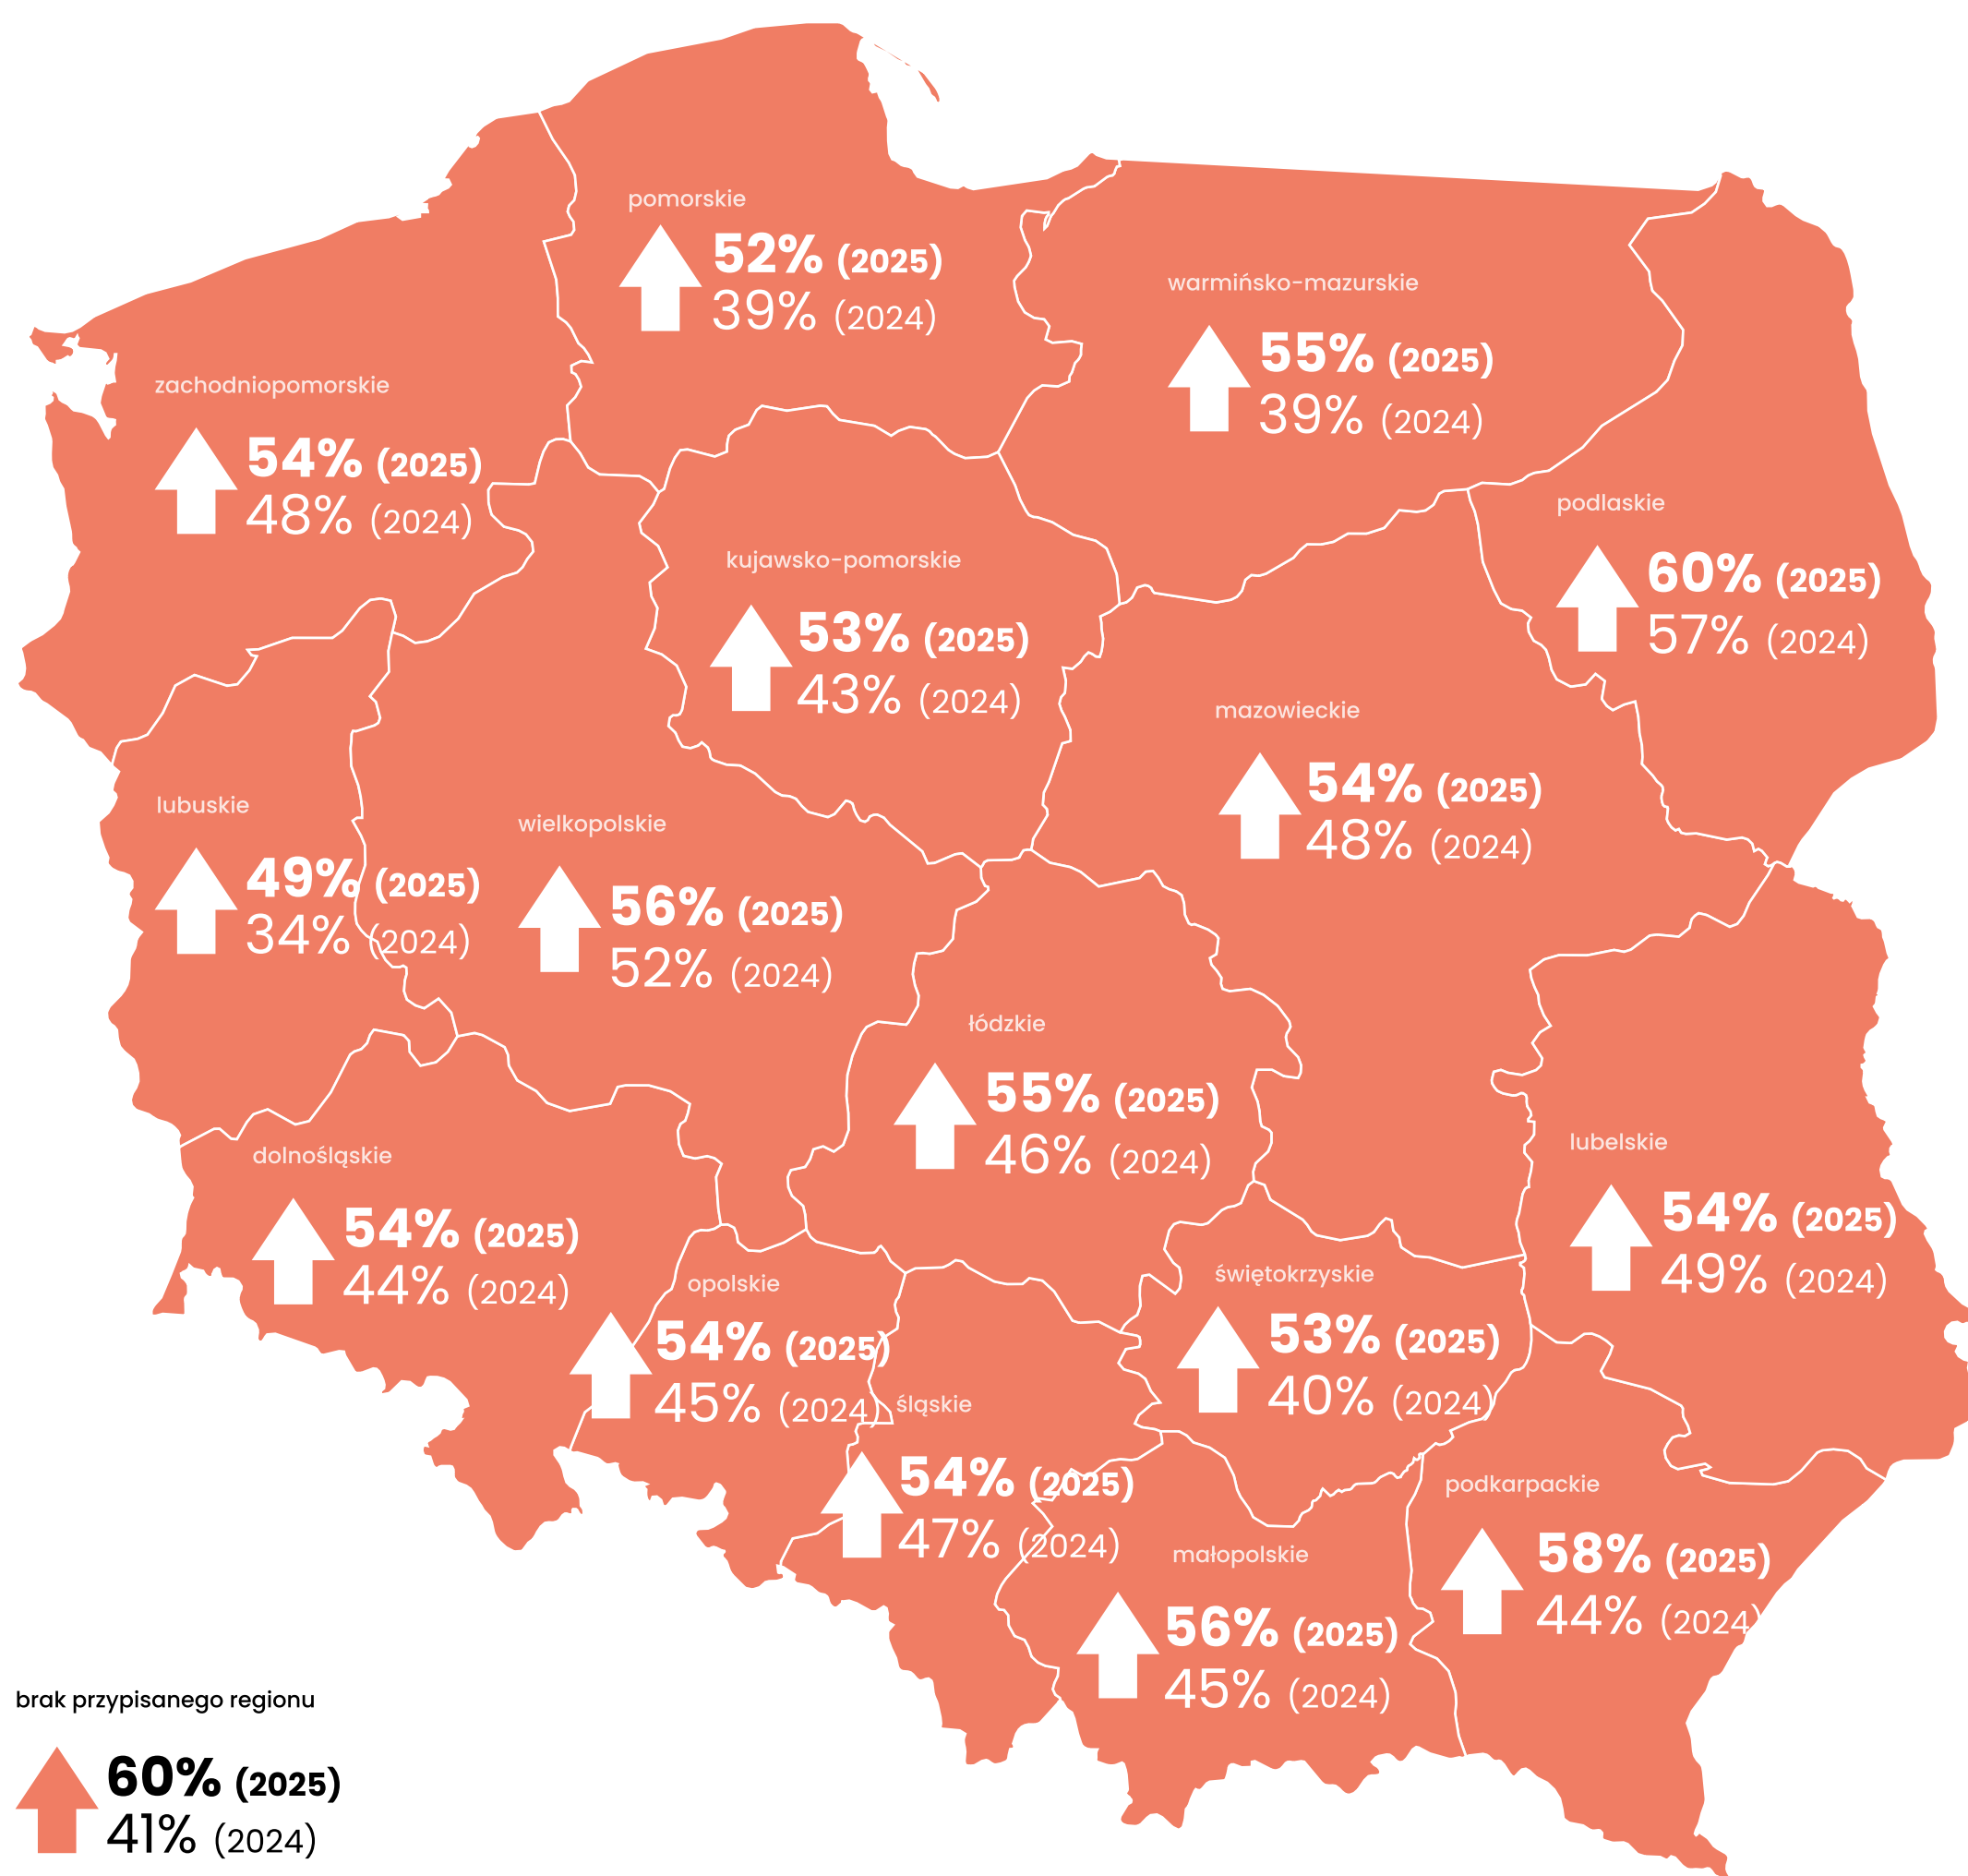 pomorskie
52% (2025)
39% (2024)
warmińsko-mazurskie
55% (2025)
39% (2024)
zachodniopomorskie
54% (2025)
48% (2024)
podlaskie
60% (2025)
57% (2024)
kujawsko-pomorskie
53% (2025)
43% (2024)
mazowieckie
54% (2025)
48% (2024)
lubuskie
49% (2025)
34% (2024)
wielkopolskie
56% (2025)
52% (2024)
łódzkie
55% (2025)
46% (2024)
lubelskie
54% (2025)
49% (2024)
dolnośląskie
54% (2025)
44% (2024)
opolskie
54% (2025)
45% (2024)
świętokrzyskie
53% (2025)
40% (2024)
śląskie
54% (2025)
47% (2024)
podkarpackie
58% (2025)
44% (2024)
małopolskie
56% (2025)
45% (2024)
brak przypisanego regionu
60% (2025)
41% (2024)